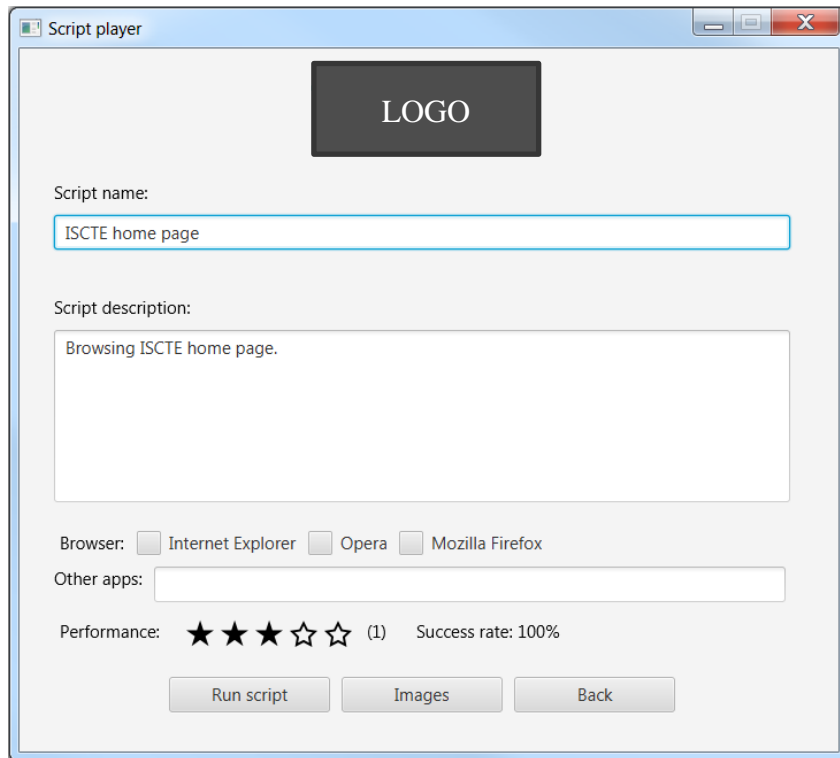 Script player
LOGO
Script name:
ISCTE home page
Script description:
Browsing ISCTE home page.
Browser: Internet Explorer Opera Mozilla Firefox
Other apps:
Performance: ★★★☆☆ (1) Success rate: 100%
Run script Images Back